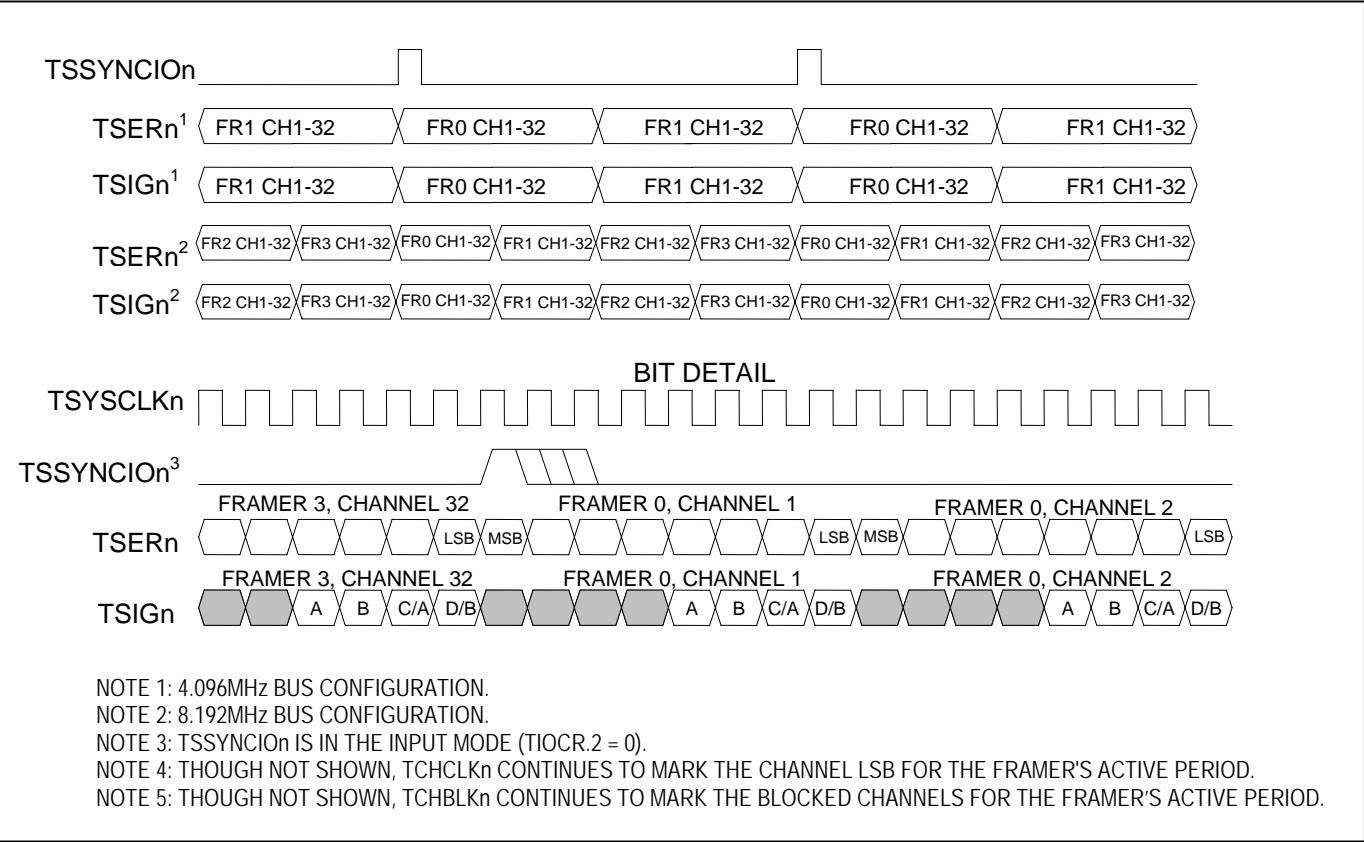 TSSYNCIOn
TSERn1 FR1 CH1-32 FR0 CH1-32 FR1 CH1-32 FR0 CH1-32 FR1 CH1-32
TSIGn1 FR1 CH1-32 FR0 CH1-32 FR1 CH1-32 FR0 CH1-32 FR1 CH1-32
TSERn2 FR2 CH1-32 FR3 CH1-32 FR0 CH1-32 FR1 CH1-32 FR2 CH1-32 FR3 CH1-32 FR0 CH1-32 FR1 CH1-32 FR2 CH1-32 FR3 CH1-32
TSIGn2 FR2 CH1-32 FR3 CH1-32 FR0 CH1-32 FR1 CH1-32 FR2 CH1-32 FR3 CH1-32 FR0 CH1-32 FR1 CH1-32 FR2 CH1-32 FR3 CH1-32
BIT DETAIL
TSYSCLKn
TSSYNCIOn3
FRAMER 3, CHANNEL 32 FRAMER 0, CHANNEL 1 FRAMER 0, CHANNEL 2
TSERn LSB MSB LSB MSB LSB
FRAMER 3, CHANNEL 32 FRAMER 0, CHANNEL 1 FRAMER 0, CHANNEL 2
TSIGn A B C/A D/B A B C/A D/B A B C/A D/B
NOTE 1: 4.096MHz BUS CONFIGURATION.
NOTE 2: 8.192MHz BUS CONFIGURATION.
NOTE 3: TSSYNCIOn IS IN THE INPUT MODE (TIOCR.2 = 0).
NOTE 4: THOUGH NOT SHOWN, TCHCLKn CONTINUES TO MARK THE CHANNEL LSB FOR THE FRAMER'S ACTIVE PERIOD.
NOTE 5: THOUGH NOT SHOWN, TCHBLKn CONTINUES TO MARK THE BLOCKED CHANNELS FOR THE FRAMER’S ACTIVE PERIOD.